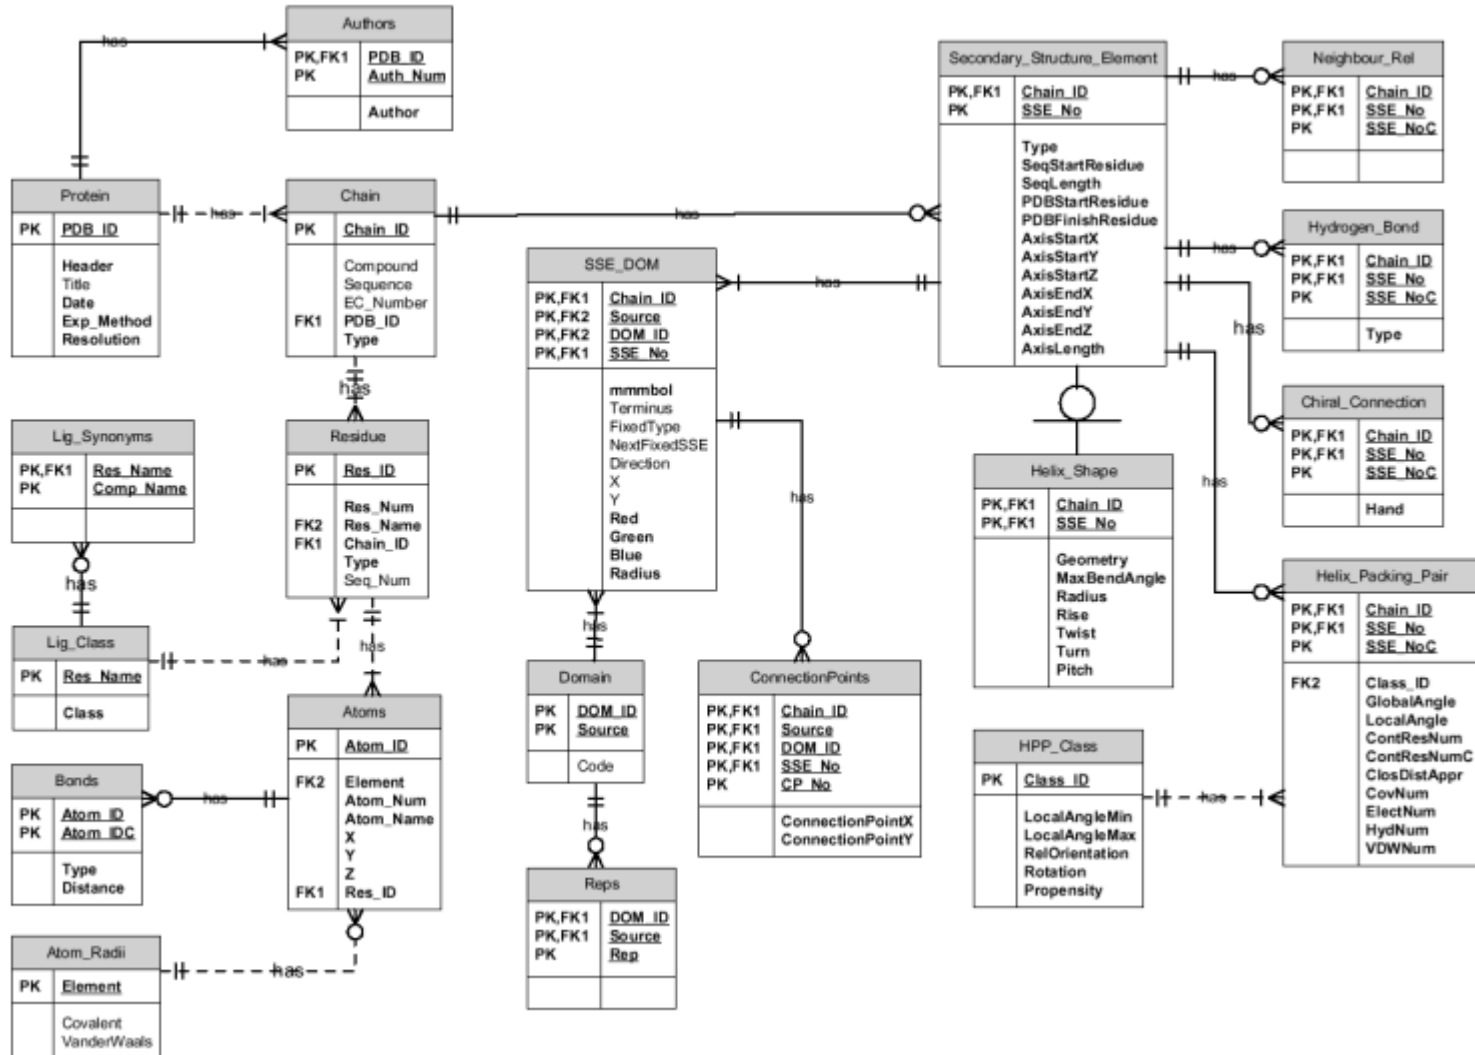 Authors
PK,FK1 PDB_ID
PK Auth_Num
Author
has
Protein
PK PDB_ID
Header
Title
Date
Exp_Method
Resolution
has
Chain
PK Chain_ID
Compound
Sequence
EC_Number
FK1 PDB_ID
Type
has
has
Secondary_Structure_Element
PK,FK1 Chain_ID
PK SSE_No
Type
SeqStartResidue
SeqLength
PDBStartResidue
PDBFinishResidue
AxisStartX
AxisStartY
AxisStartZ
AxisEndX
AxisEndY
AxisEndZ
AxisLength
has
Neighbour_Rel
PK,FK1 Chain_ID
PK,FK1 SSE_No
PK SSE_NoC
has
Hydrogen_Bond
PK,FK1 Chain_ID
PK,FK1 SSE_No
PK SSE_NoC
Type
has
Chiral_Connection
PK,FK1 Chain_ID
PK,FK1 SSE_No
PK SSE_NoC
Hand
has
Helix_Packing_Pair
PK,FK1 Chain_ID
PK,FK1 SSE_No
PK SSE_NoC
FK2 Class_ID
GlobalAngle
LocalAngle
ContResNum
ContResNumC
ClosDistAppr
CovNum
ElectNum
HydNum
VDWNum
SSE_DOM
PK,FK1 Chain_ID
PK,FK2 Source
PK,FK2 DOM_ID
PK,FK1 SSE_No
mmmbol
Terminus
FixedType
NextFixedSSE
Direction
X
Y
Red
Green
Blue
Radius
has
has
has
Helix_Shape
PK,FK1 Chain_ID
PK,FK1 SSE_No
Geometry
MaxBendAngle
Radius
Rise
Twist
Turn
Pitch
Lig_Synonyms
PK,FK1 Res_Name
PK Comp_Name
has
Residue
PK Res_ID
Res_Num
FK2 Res_Name
FK1 Chain_ID
Type
Seq_Num
has
has
Lig_Class
PK Res_Name
Class
Domain
PK DOM_ID
PK Source
Code
has
ConnectionPoints
PK,FK1 Chain_ID
PK,FK1 Source
PK,FK1 DOM_ID
PK,FK1 SSE_No
PK CP_No
ConnectionPointX
ConnectionPointY
HPP_Class
PK Class_ID
LocalAngleMin
LocalAngleMax
RelOrientation
Rotation
Propensity
has
Atoms
PK Atom_ID
FK2 Element
Atom_Num
Atom_Name
X
Y
Z
FK1 Res_ID
Bonds
PK Atom_ID
PK Atom_IDC
Type
Distance
has
Reps
PK,FK1 DOM_ID
PK,FK1 Source
PK Rep
Atom_Radii
PK Element
Covalent
VanderWaals
has